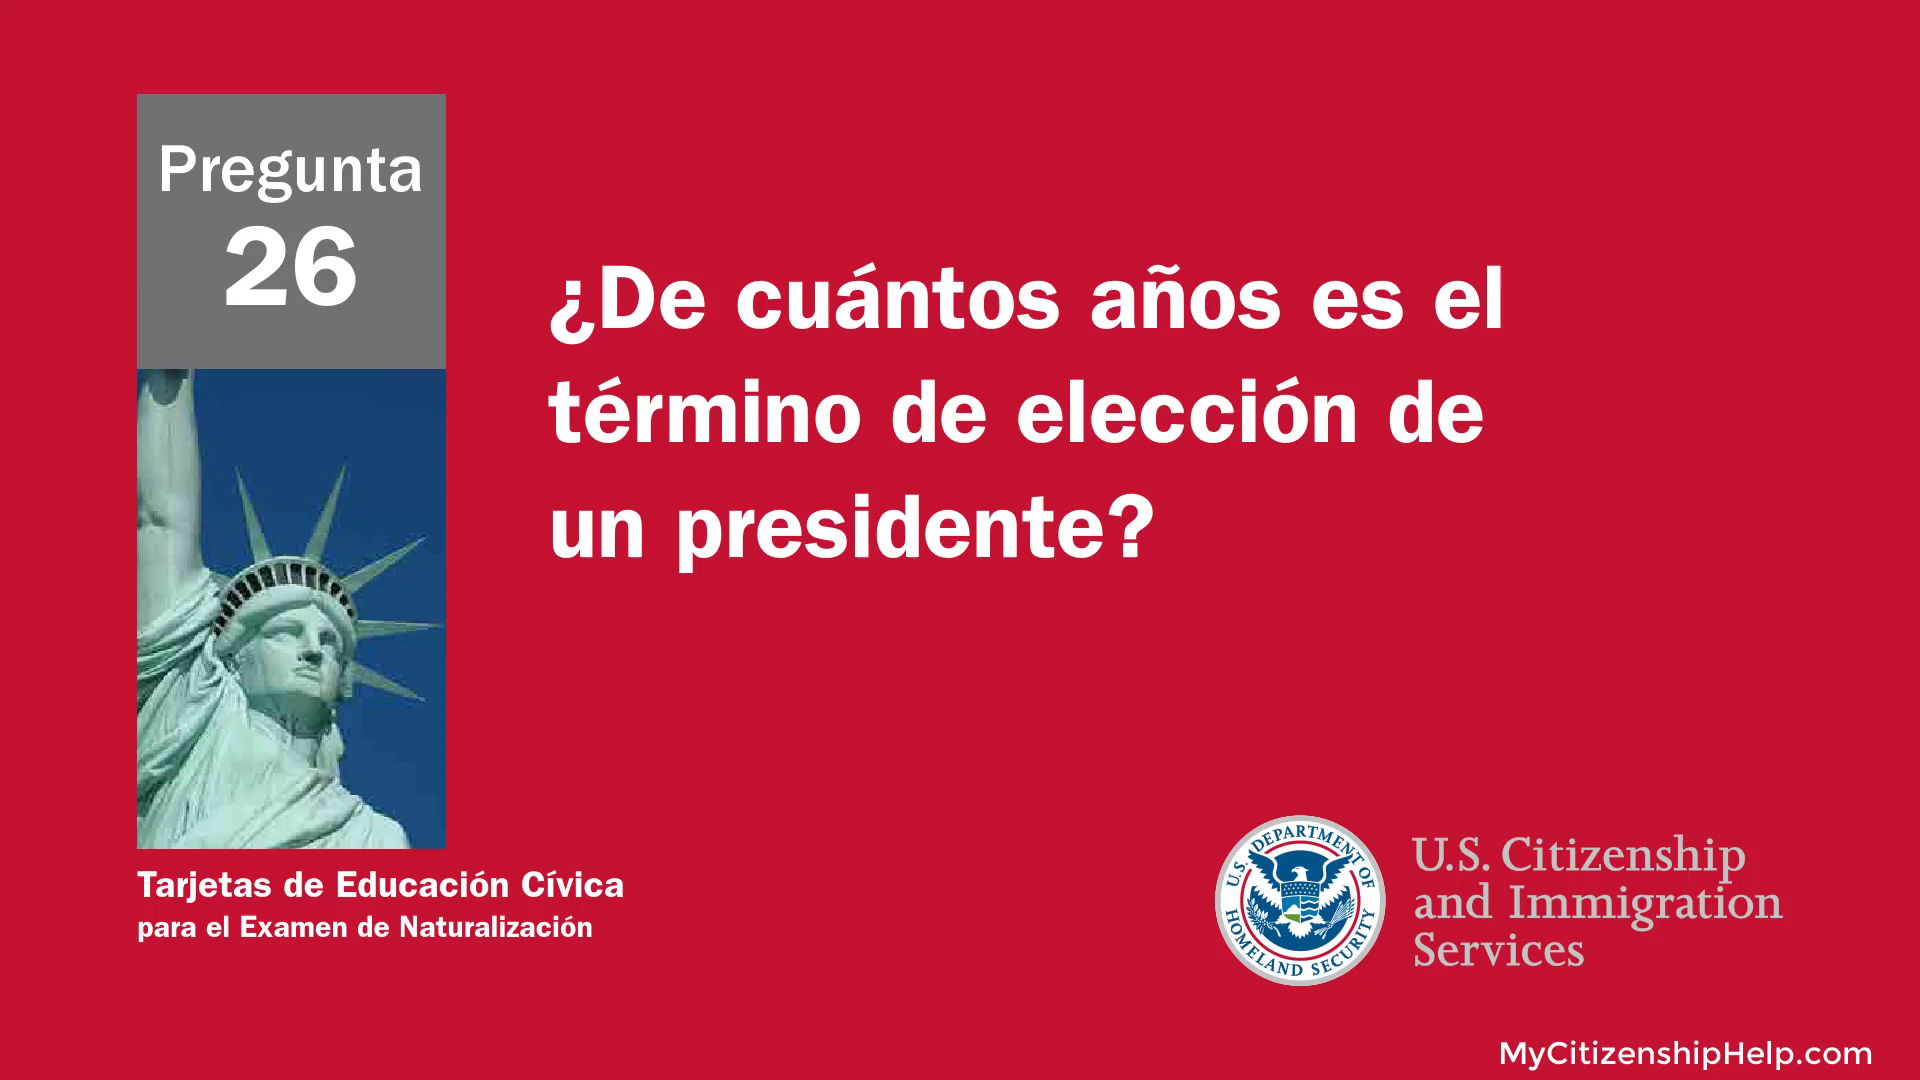 Pregunta
26
¿De cuántos años es el
término de elección de
un presidente?
Tarjetas de Educación Cívica
para el Examen de Naturalización
U.S. DEPARTMENT OF
HOMELAND SECURITY
U.S. Citizenship
and Immigration
Services
MyCitizenshipHelp.com